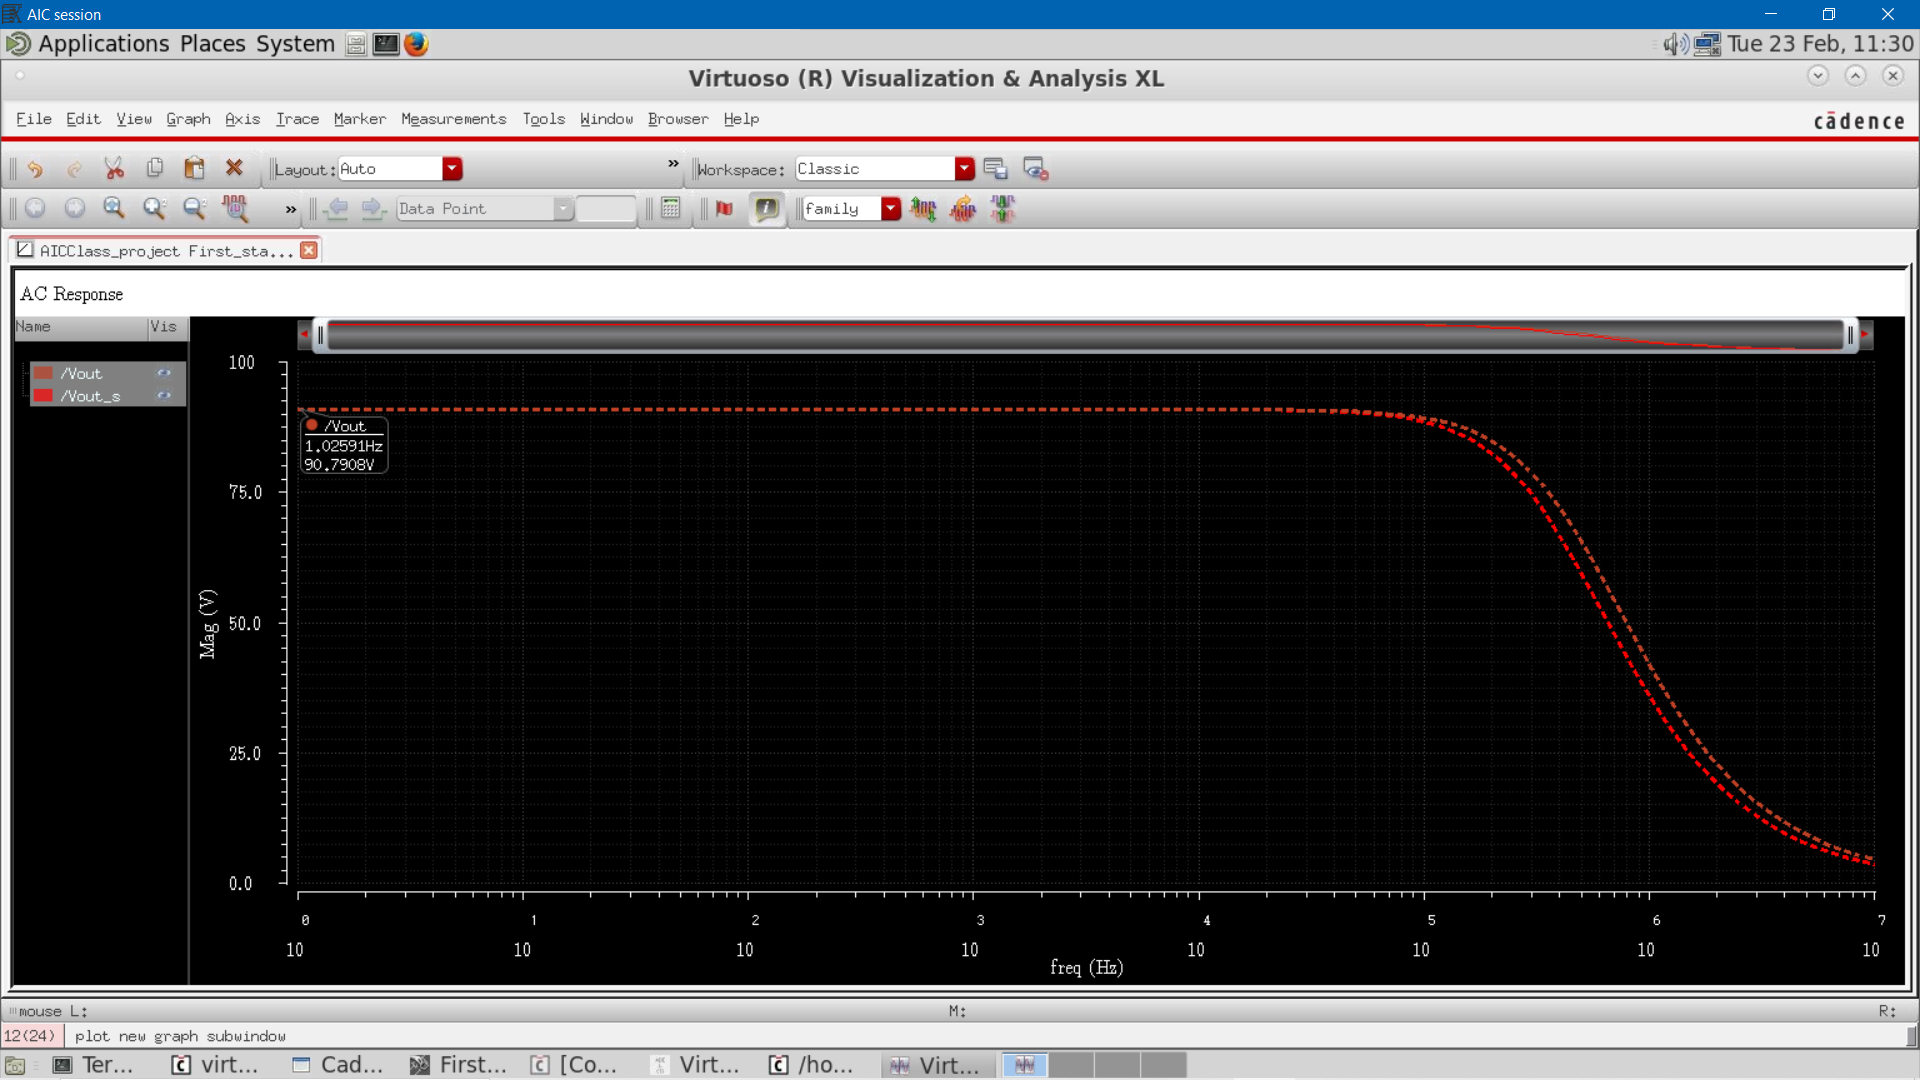 AIC session
Applications Places System
Tue 23 Feb, 11:30
Virtuoso (R) Visualization & Analysis XL
File Edit View Graph Axis Trace Marker Measurements Tools Window Browser Help
cādence
Layout: Auto
»
Workspace: Classic
»
Data Point
family
AICClass_project First_sta...
AC Response
Name Vis
/Vout
/Vout_s
100
75.0
50.0
25.0
0.0
Mag (V)
/Vout
1.02591Hz
90.7908V
0 1 2 3 4 5 6 7
10 10 10 10 10 10 10 10
freq (Hz)
mouse L: M: R:
12(24) plot new graph subwindow
Ter... virt... Cad... First... [Co... Virt... /ho... Virt...